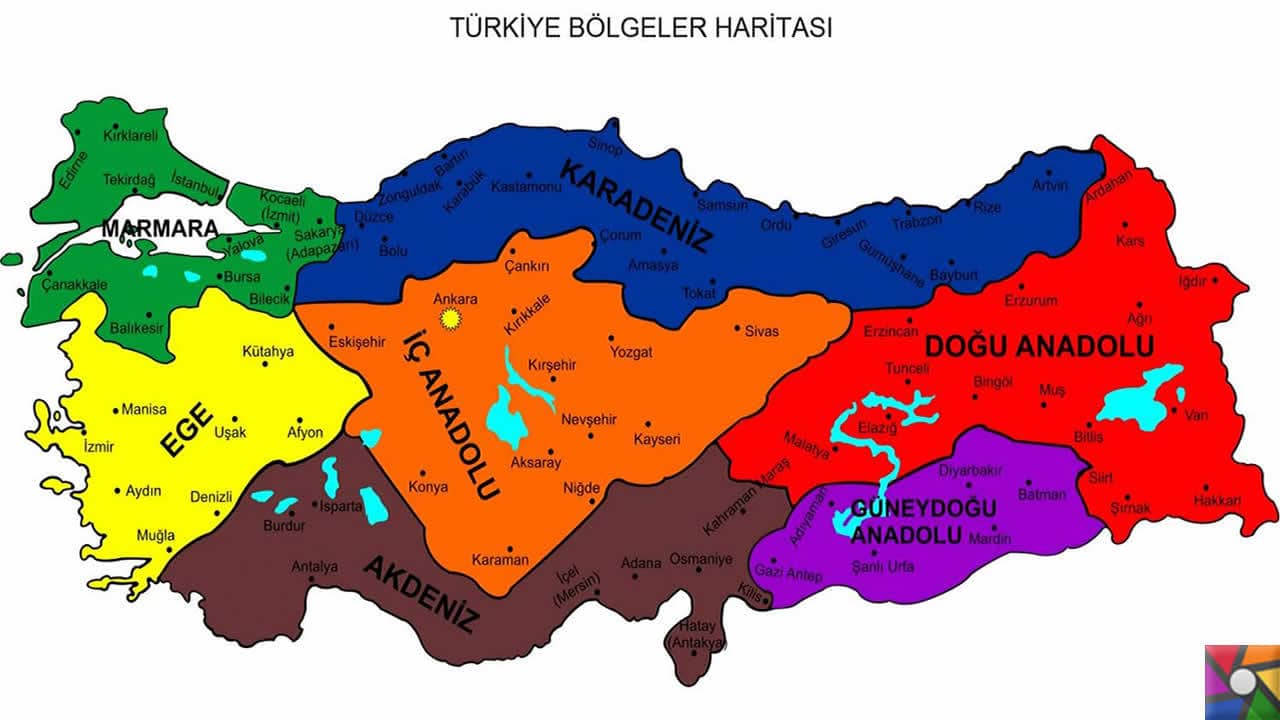 TÜRKİYE BÖLGELER HARİTASI
Kırklareli
Edirne
Tekirdağ
İstanbul
MARMARA
Kocaeli
(İzmit)
Sakarya
(Adapazarı)
Yalova
Çanakkale
Bursa
Bilecik
Balıkesir
KARADENİZ
Zonguldak
Bartın
Karabük
Kastamonu
Sinop
Düzce
Bolu
Samsun
Çorum
Amasya
Tokat
Ordu
Giresun
Trabzon
Rize
Artvin
Gümüşhane
Bayburt
EGE
Kütahya
Manisa
İzmir
Uşak
Afyon
Aydın
Denizli
Muğla
İÇ ANADOLU
Çankırı
Ankara
Kırıkkale
Eskişehir
Yozgat
Sivas
Kırşehir
Nevşehir
Kayseri
Aksaray
Konya
Niğde
Karaman
DOĞU ANADOLU
Ardahan
Kars
Iğdır
Erzurum
Ağrı
Erzincan
Tunceli
Bingöl
Muş
Van
Elazığ
Malatya
Bitlis
Siirt
Şırnak
Hakkari
AKDENİZ
Isparta
Burdur
Antalya
Kahraman Maraş
İçel
(Mersin)
Adana
Osmaniye
Kilis
Hatay
(Antakya)
GÜNEYDOĞU
ANADOLU
Diyarbakır
Batman
Adıyaman
Mardin
Gazi Antep
Şanlı Urfa